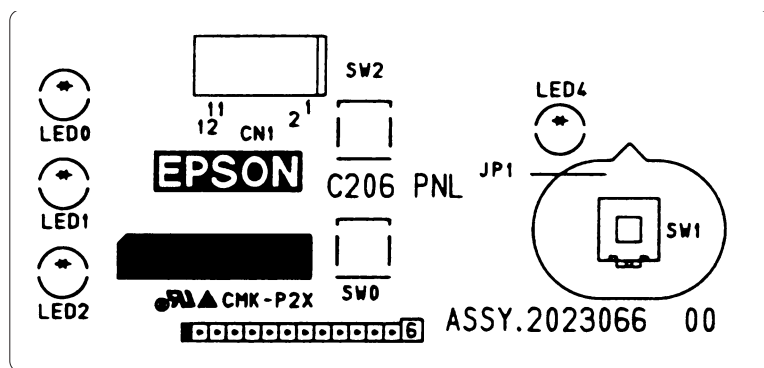 SW2
LED4
LED0
11
1
12
2
CN1
EPSON
JP1
C206 PNL
LED1
SW1
LED2
SW0
CMK-P2X
6
ASSY.2023066 00